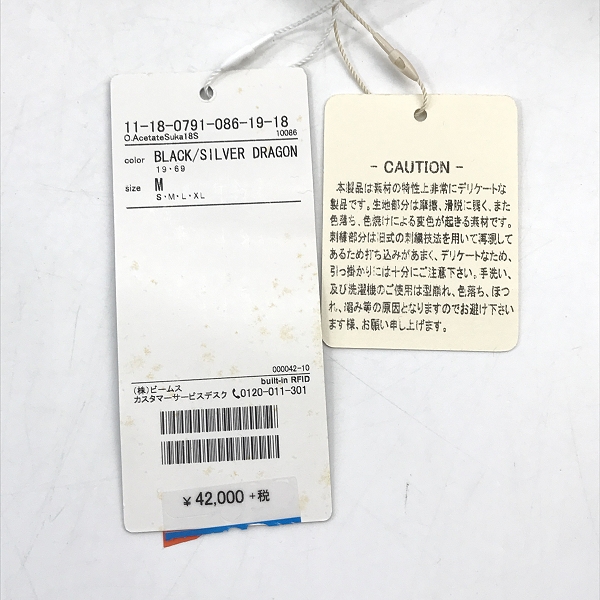 11-18-0791-086-19-18
O.AcetateSuka18S 10086
color BLACK/SILVER DRAGON
19・69
size M
S・M・L・XL
000042-10
built-in RFID
(株)ビームス
カスタマーサービスデスク 0120-011-301
¥42,000 +税
- CAUTION -
本製品は素材の特性上非常にデリケートな
製品です。生地部分は摩擦、滑脱に弱く、また
色落ち、色焼けによる変色が起きる素材です。
刺繍部分は旧式の刺繍技法を用いて再現して
あるため打ち込みがあまく、デリケートなため、
引っ掛かりには十分にご注意下さい。手洗い、
及び洗濯機のご使用は型崩れ、色落ち、ほつ
れ、縮み等の原因となりますのでお避け下さい
ます様、お願い申し上げます。